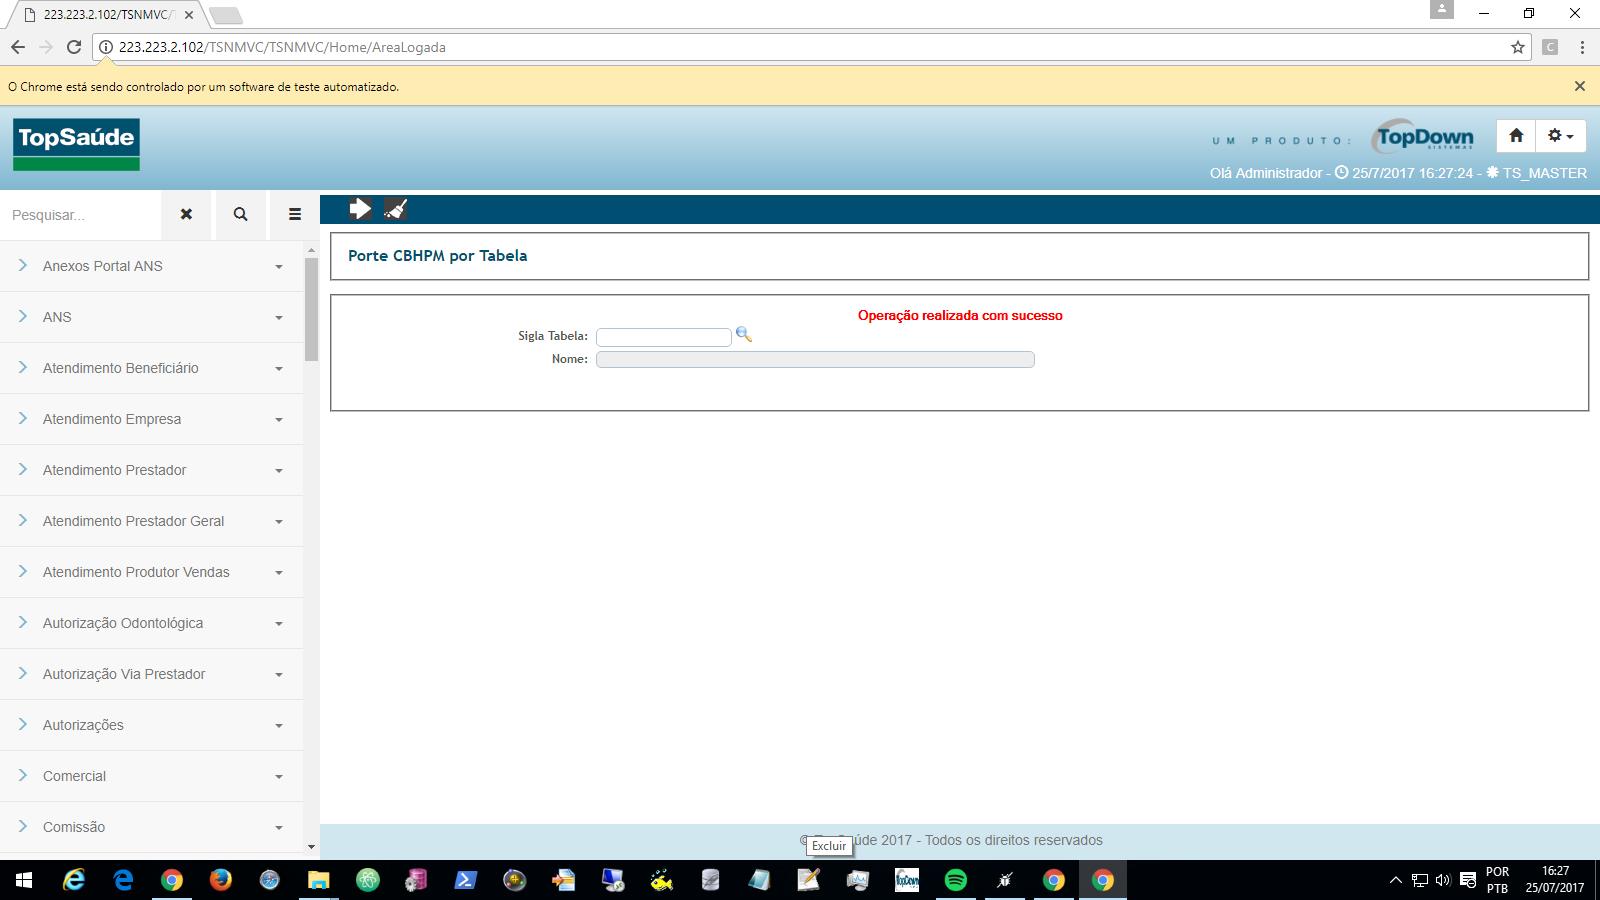 223.223.2.102/TSNMVC/
223.223.2.102/TSNMVC/TSNMVC/Home/AreaLogada
C
O Chrome está sendo controlado por um software de teste automatizado.
TopSaúde
UM PRODUTO:
TopDown
SISTEMAS
Olá Administrador - 25/7/2017 16:27:24 - TS_MASTER
Pesquisar...
Anexos Portal ANS
ANS
Atendimento Beneficiário
Atendimento Empresa
Atendimento Prestador
Atendimento Prestador Geral
Atendimento Produtor Vendas
Autorização Odontológica
Autorização Via Prestador
Autorizações
Comercial
Comissão
Porte CBHPM por Tabela
Operação realizada com sucesso
Sigla Tabela:
Nome:
© 2017 - Todos os direitos reservados
Excluir
TopDown
POR
PTB
16:27
25/07/2017